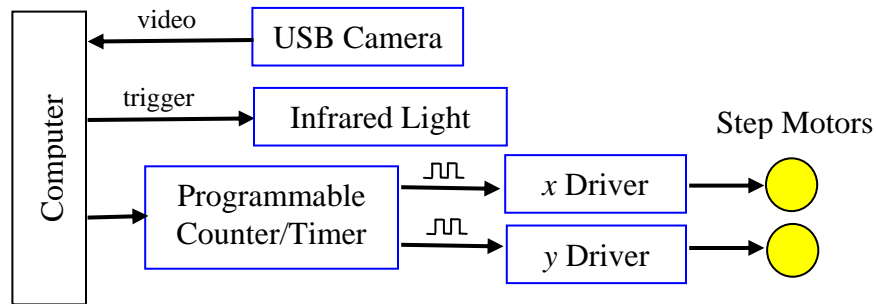 video
USB Camera
trigger
Infrared Light
Computer
Step Motors
Programmable
Counter/Timer
x Driver
y Driver